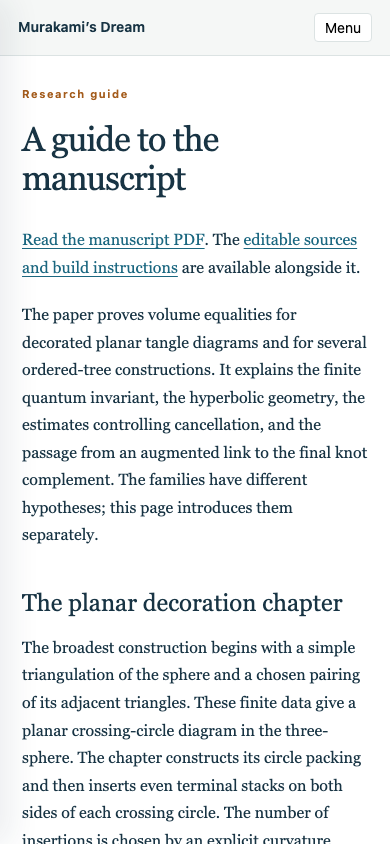 Murakami’s Dream
Menu
Research guide
A guide to the
manuscript
Read the manuscript PDF. The editable sources
and build instructions are available alongside it.
The paper proves volume equalities for
decorated planar tangle diagrams and for several
ordered-tree constructions. It explains the finite
quantum invariant, the hyperbolic geometry, the
estimates controlling cancellation, and the
passage from an augmented link to the final knot
complement. The families have different
hypotheses; this page introduces them
separately.
The planar decoration chapter
The broadest construction begins with a simple
triangulation of the sphere and a chosen pairing
of its adjacent triangles. These finite data give a
planar crossing-circle diagram in the three-
sphere. The chapter constructs its circle packing
and then inserts even terminal stacks on both
sides of each crossing circle. The number of
insertions is chosen by an explicit curvature